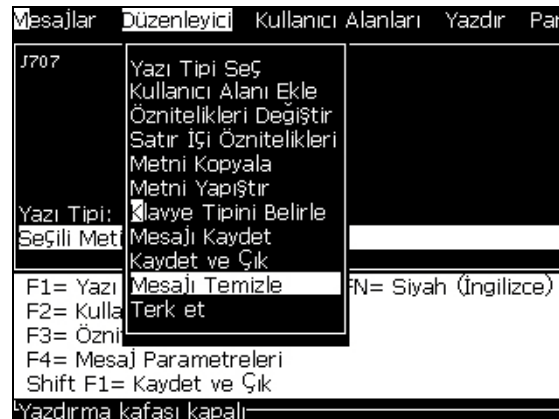 Mesajlar Düzenleyici Kullanıcı Alanları Yazdır Par
J707
Yazı Tipi Seç
Kullanıcı Alanı Ekle
Öznitelikleri Değiştir
Satır İçi Öznitelikleri
Metni Kopyala
Metni Yapıştır
Klavye Tipini Belirle
Mesajı Kaydet
Kaydet ve Çık
Mesajı Temizle
Terk et
Yazı Tipi:
Seçili Meti
F1= Yazı FN= Siyah (İngilizce)
F2= Kulla
F3= Öznit
F4= Mesaj Parametreleri
Shift F1= Kaydet ve Çık
Yazdırma kafası kapalı